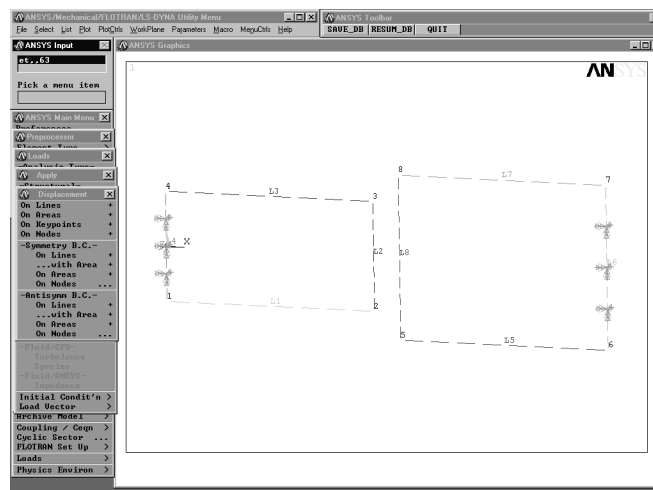 ANSYS/Mechanical/FLOTRAN/LS-DYNA Utility Menu
ANSYS Toolbar
File Select List Plot PlotCtrls WorkPlane Parameters Macro MenuCtrls Help
SAVE_DB RESUM_DB QUIT
ANSYS Input
ANSYS Graphics
et,,63
Pick a menu item
ANSYS Main Menu
Preferences
Preprocessor
Element Type >
Loads
-Analysis Type-
Apply
-Structural-
Displacement
On Lines +
On Areas +
On Keypoints +
On Nodes +
-Symmetry B.C.-
On Lines +
...with Area +
On Areas +
On Nodes ...
-Antisymm B.C.-
On Lines +
...with Area +
On Areas +
On Nodes ...
-Fluid/CFD-
Turbulence
Species
-Fluid/ANSYS-
Impedance
Initial Condit'n >
Load Vector >
Archive Model >
Coupling / Ceqn >
Cyclic Sector ...
FLOTRAN Set Up >
Loads >
Physics Environ >
1
ANSYS
8
L7
7
4
L3
3
X
L2
L8
L6
1
L1
2
5
L5
6